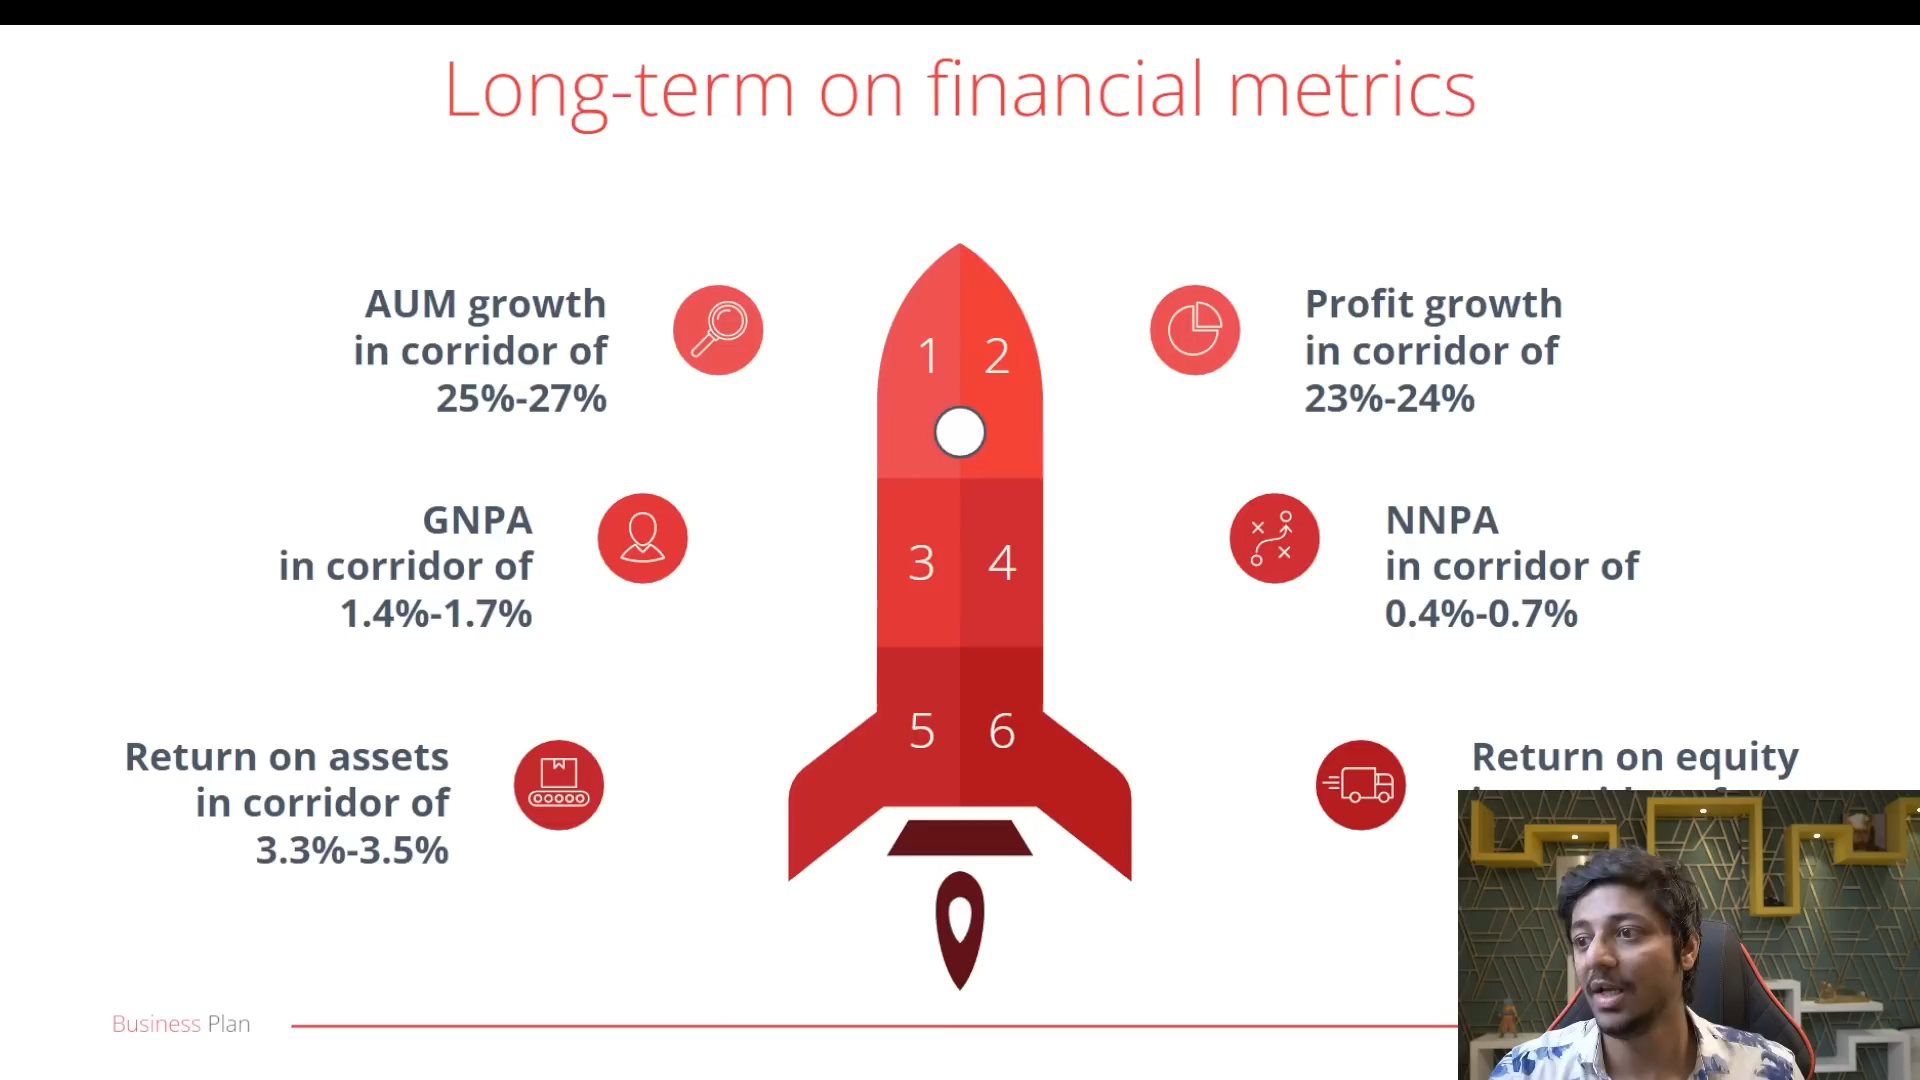 Long-term on financial metrics
AUM growth
in corridor of
25%-27%
1 2
Profit growth
in corridor of
23%-24%
GNPA
in corridor of
1.4%-1.7%
3 4
NNPA
in corridor of
0.4%-0.7%
Return on assets
in corridor of
3.3%-3.5%
5 6
Return on equity
Business Plan